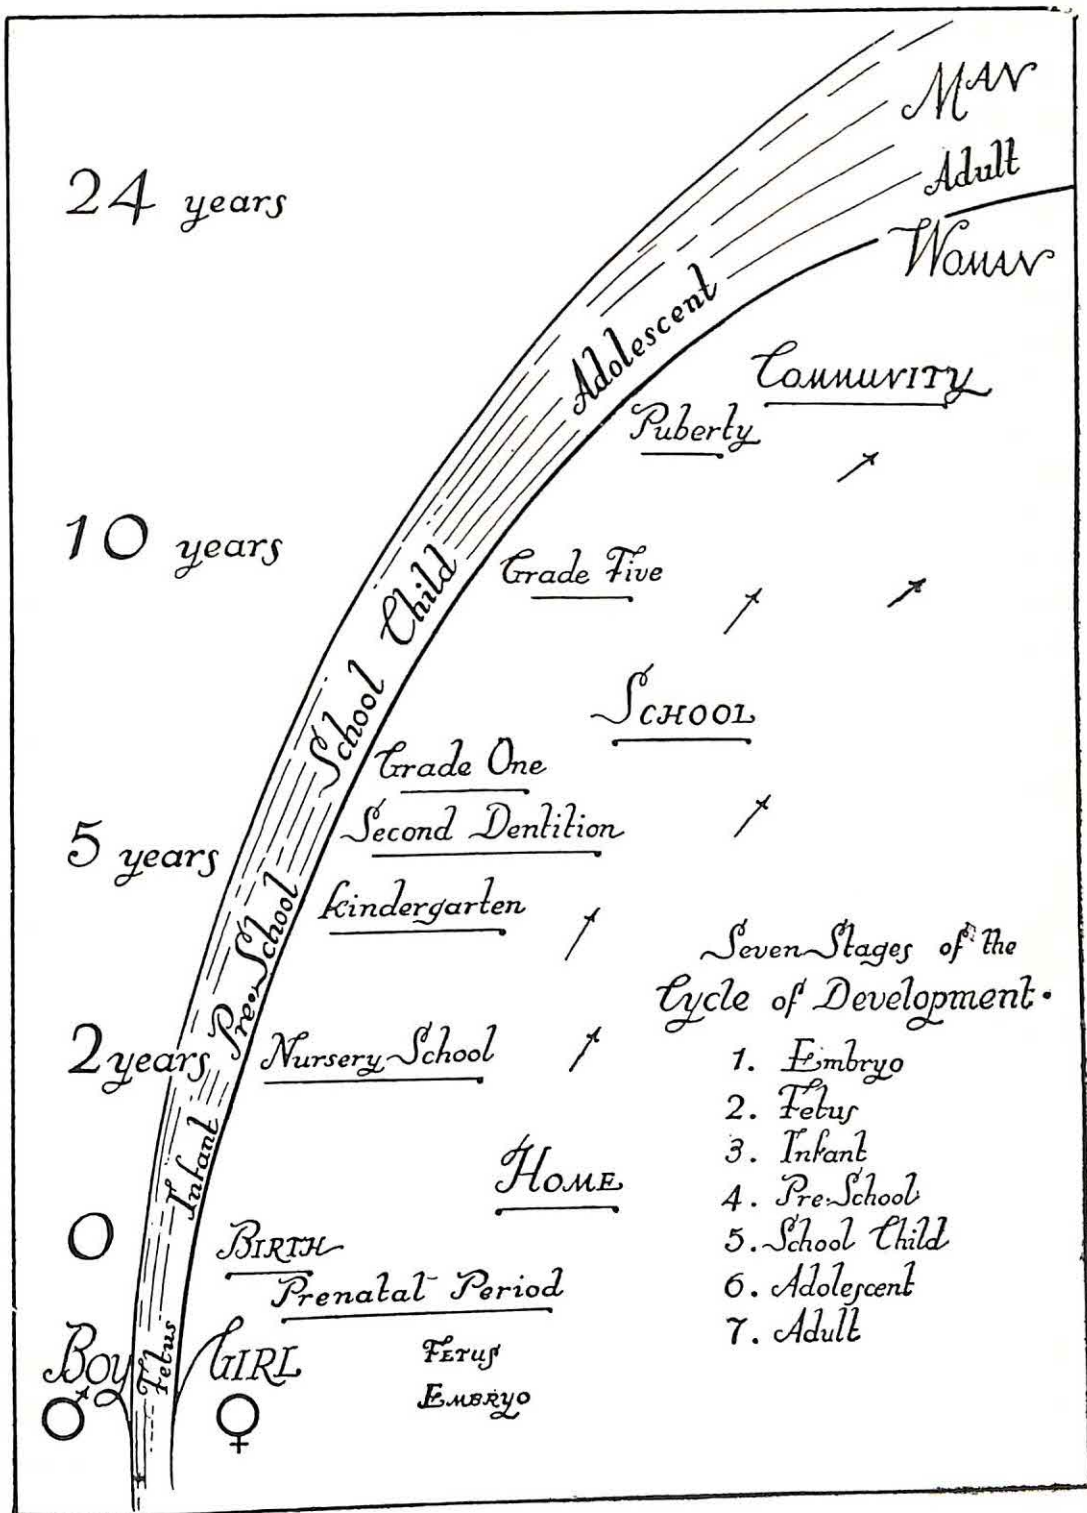 MAN
24 years
Adult
WOMAN
Adolescent
COMMUNITY
Puberty
10 years
Grade Five
School Child
SCHOOL
Grade One
Second Dentition
5 years
Kindergarten
Pre-School
Seven Stages of the
Cycle of Development.
2 years
Nursery School
1. Embryo
2. Fetus
3. Infant
4. Pre-School
5. School Child
6. Adolescent
7. Adult
Infant
HOME
0
BIRTH
Prenatal Period
Fetus
BOY
GIRL
FETUS
EMBRYO
♂
♀